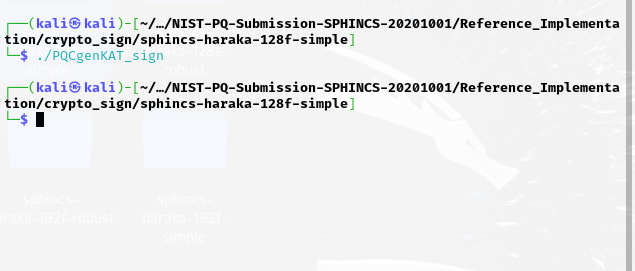 ┌──(kali㉿kali)-[~/…/NIST-PQ-Submission-SPHINCS-20201001/Reference_Implementa
tion/crypto_sign/sphincs-haraka-128f-simple]
└─$ ./PQCgenKAT_sign
robust
┌──(kali㉿kali)-[~/…/NIST-PQ-Submission-SPHINCS-20201001/Reference_Implementa
tion/crypto_sign/sphincs-haraka-128f-simple]
└─$
sphincs-
haraka-192f-robust
sphincs-
haraka-192f-
simple